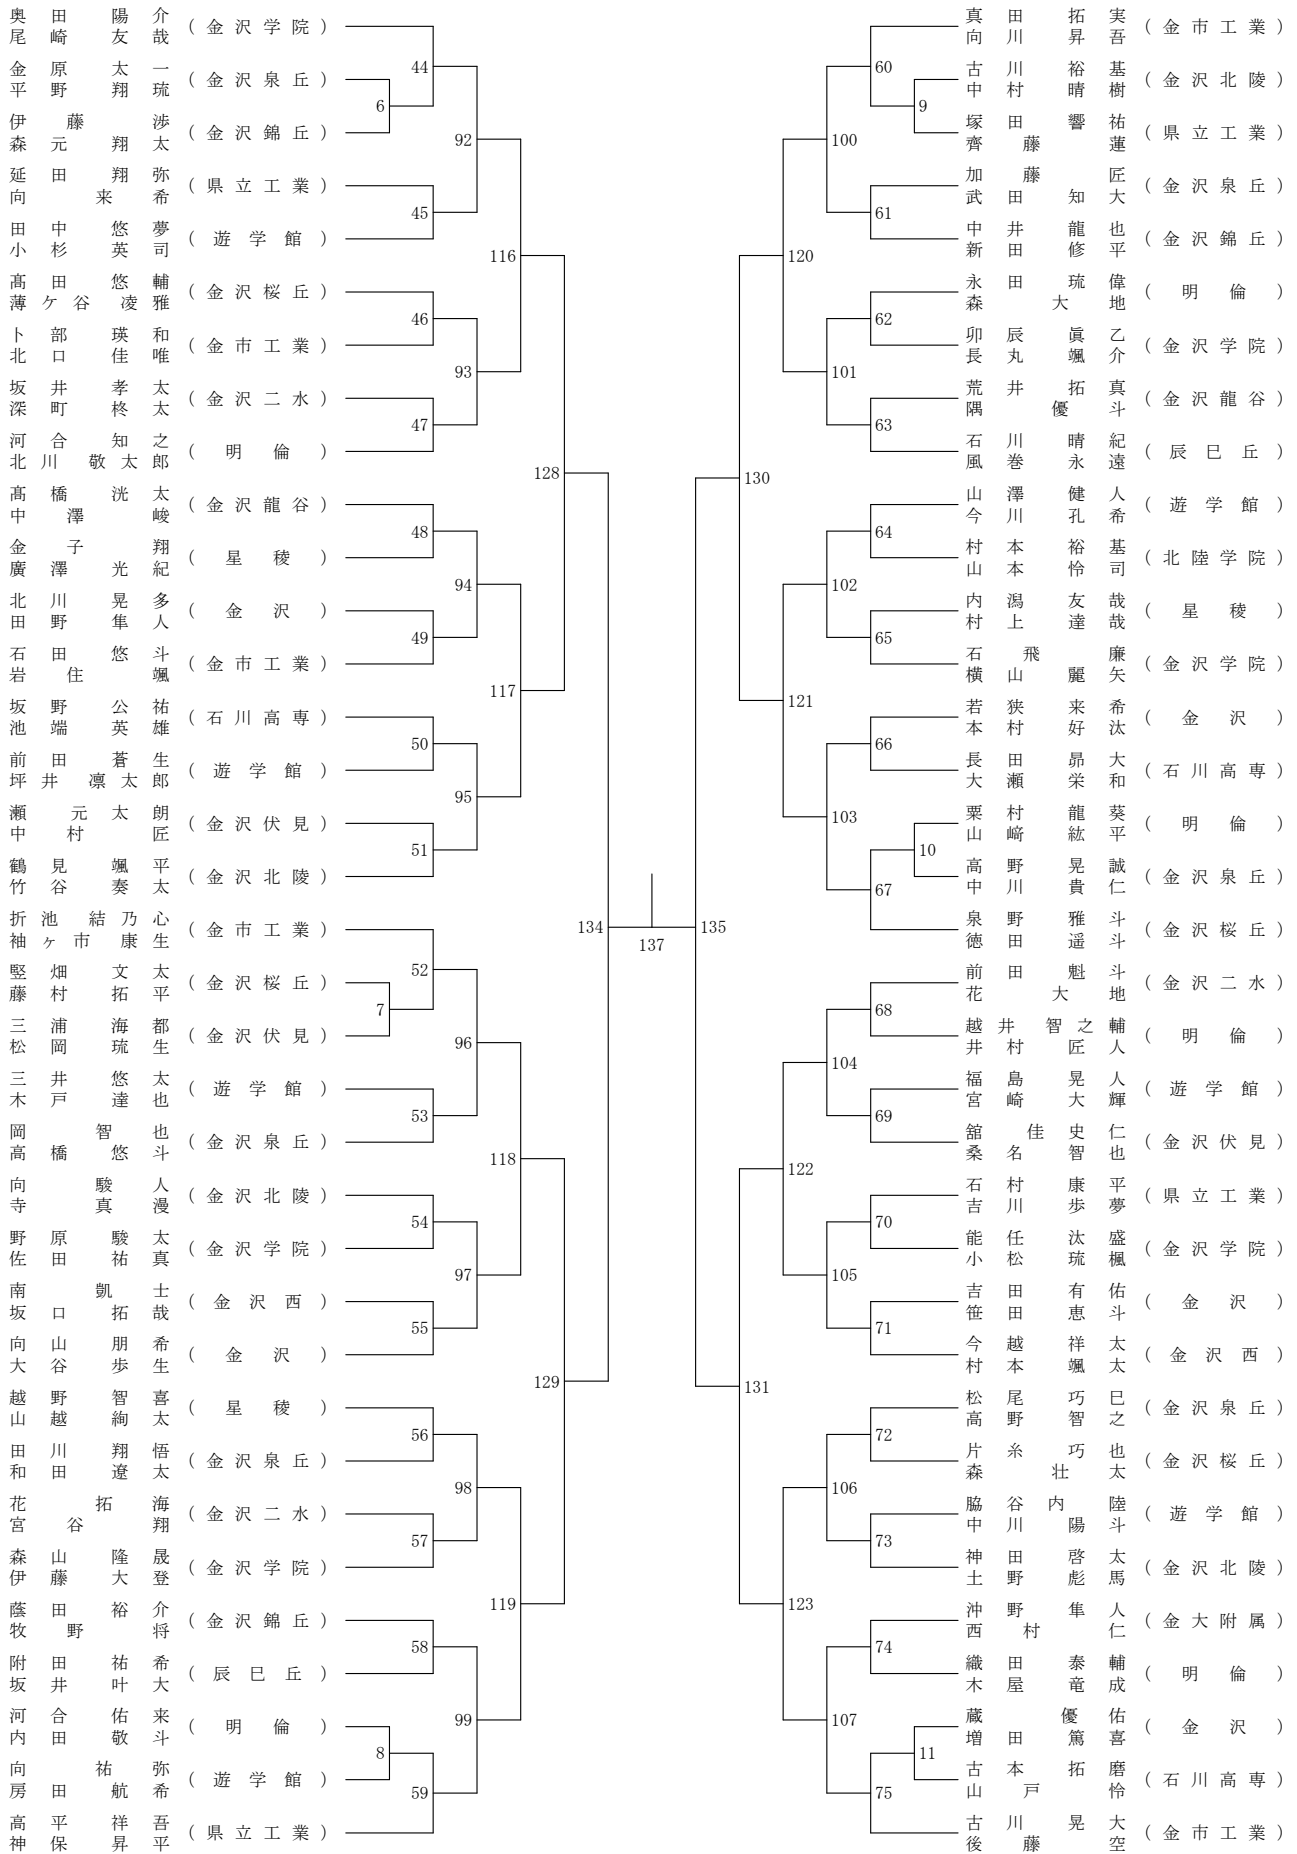 奥田陽介
尾崎友哉
(金沢学院)
金原太一
平野翔琉
(金沢泉丘)
伊藤渉
森元翔太
(金沢錦丘)
延田翔弥
向来希
(県立工業)
田中悠夢
小杉英司
(遊学館)
髙田悠輔
薄ケ谷凌雅
(金沢桜丘)
卜部瑛和
北口佳唯
(金市工業)
坂井孝太
深町柊太
(金沢二水)
河合知之
北川敬太郎
(明倫)
髙橋洸太
中澤峻
(金沢龍谷)
金子翔
廣澤光紀
(星稜)
北川晃多
田野隼人
(金沢)
石田悠斗
岩住颯
(金市工業)
坂野公祐
池端英雄
(石川高専)
前田蒼生
坪井凛太郎
(遊学館)
瀬元太朗
中村匠
(金沢伏見)
鶴見颯平
竹谷奏太
(金沢北陵)
折池結乃心
袖ヶ市康生
(金市工業)
竪畑文太
藤村拓平
(金沢桜丘)
三浦海都
松岡琉生
(金沢伏見)
三井悠太
木戸達也
(遊学館)
岡智也
高橋悠斗
(金沢泉丘)
向駿人
寺真漫
(金沢北陵)
野原駿太
佐田祐真
(金沢学院)
南凱士
坂口拓哉
(金沢西)
向山朋希
大谷歩生
(金沢)
越野智喜
山越絢太
(星稜)
田川翔悟
和田遼太
(金沢泉丘)
花拓海
宮谷翔
(金沢二水)
森山隆晟
伊藤大登
(金沢学院)
蔭田裕介
牧野将
(金沢錦丘)
附田祐希
坂井叶大
(辰巳丘)
河合佑来
内田敬斗
(明倫)
向祐弥
房田航希
(遊学館)
高平祥吾
神保昇平
(県立工業)
44
6
92
45
116
46
93
47
128
48
94
49
117
50
95
51
134
52
7
96
53
118
54
97
55
129
56
98
57
119
58
99
8
59
137
60
9
100
61
120
62
101
63
130
64
102
65
121
66
103
10
67
135
68
104
69
122
70
105
71
131
72
106
73
123
74
107
11
75
真田拓実
向川昇吾
(金市工業)
古川裕基
中村晴樹
(金沢北陵)
塚田響祐
齊藤蓮
(県立工業)
加藤匠
武田知大
(金沢泉丘)
中井龍也
新田修平
(金沢錦丘)
永田琉偉
森大地
(明倫)
卯辰眞乙
長丸颯介
(金沢学院)
荒井拓真
隅優斗
(金沢龍谷)
石川晴紀
風巻永遠
(辰巳丘)
山澤健人
今川孔希
(遊学館)
村本裕基
山本怜司
(北陸学院)
内潟友哉
村上達哉
(星稜)
石飛廉
横山麗矢
(金沢学院)
若狭来希
本村好汰
(金沢)
長田昴大
大瀬栄和
(石川高専)
粟村龍葵
山﨑紘平
(明倫)
高野晃誠
中川貴仁
(金沢泉丘)
泉野雅斗
徳田遥斗
(金沢桜丘)
前田魁斗
花大地
(金沢二水)
越井智之輔
井村匠人
(明倫)
福島晃人
宮崎大輝
(遊学館)
舘佳史仁
桑名智也
(金沢伏見)
石村康平
吉川歩夢
(県立工業)
能任汰盛
小松琉楓
(金沢学院)
吉田有佑
笹田恵斗
(金沢)
今越祥太
村本颯太
(金沢西)
松尾巧巳
高野智之
(金沢泉丘)
片糸巧也
森壮太
(金沢桜丘)
脇谷内陸
中川陽斗
(遊学館)
神田啓太
土野彪馬
(金沢北陵)
沖野隼人
西村仁
(金大附属)
織田泰輔
木屋竜成
(明倫)
蔵優佑
増田篤喜
(金沢)
古本拓磨
山戸怜
(石川高専)
古川晃大
後藤空
(金市工業)